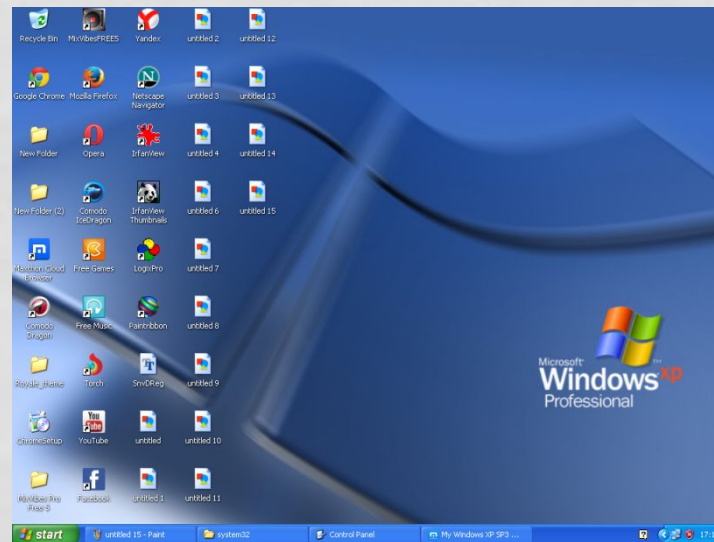 Recycle Bin
MixVibesFREE5
Yandex
untitled 2
untitled 12
Google Chrome
Mozilla Firefox
Netscape
Navigator
untitled 3
untitled 13
New Folder
Opera
IrfanView
untitled 4
untitled 14
New Folder (2)
Comodo
IceDragon
IrfanView
Thumbnails
untitled 6
untitled 15
Maxthon Cloud
Browser
Free Games
LogixPro
untitled 7
Comodo
Dragon
Free Music
Paintribbon
untitled 8
Royale_theme
Torch
SnvDReg
untitled 9
ChromeSetup
You
Tube
YouTube
untitled
untitled 10
MixVibes Pro
Free 5
Facebook
untitled 1
untitled 11
Microsoft
Windows xp
Professional
start
untitled 15 - Paint
system32
Control Panel
My Windows XP SP3 ...